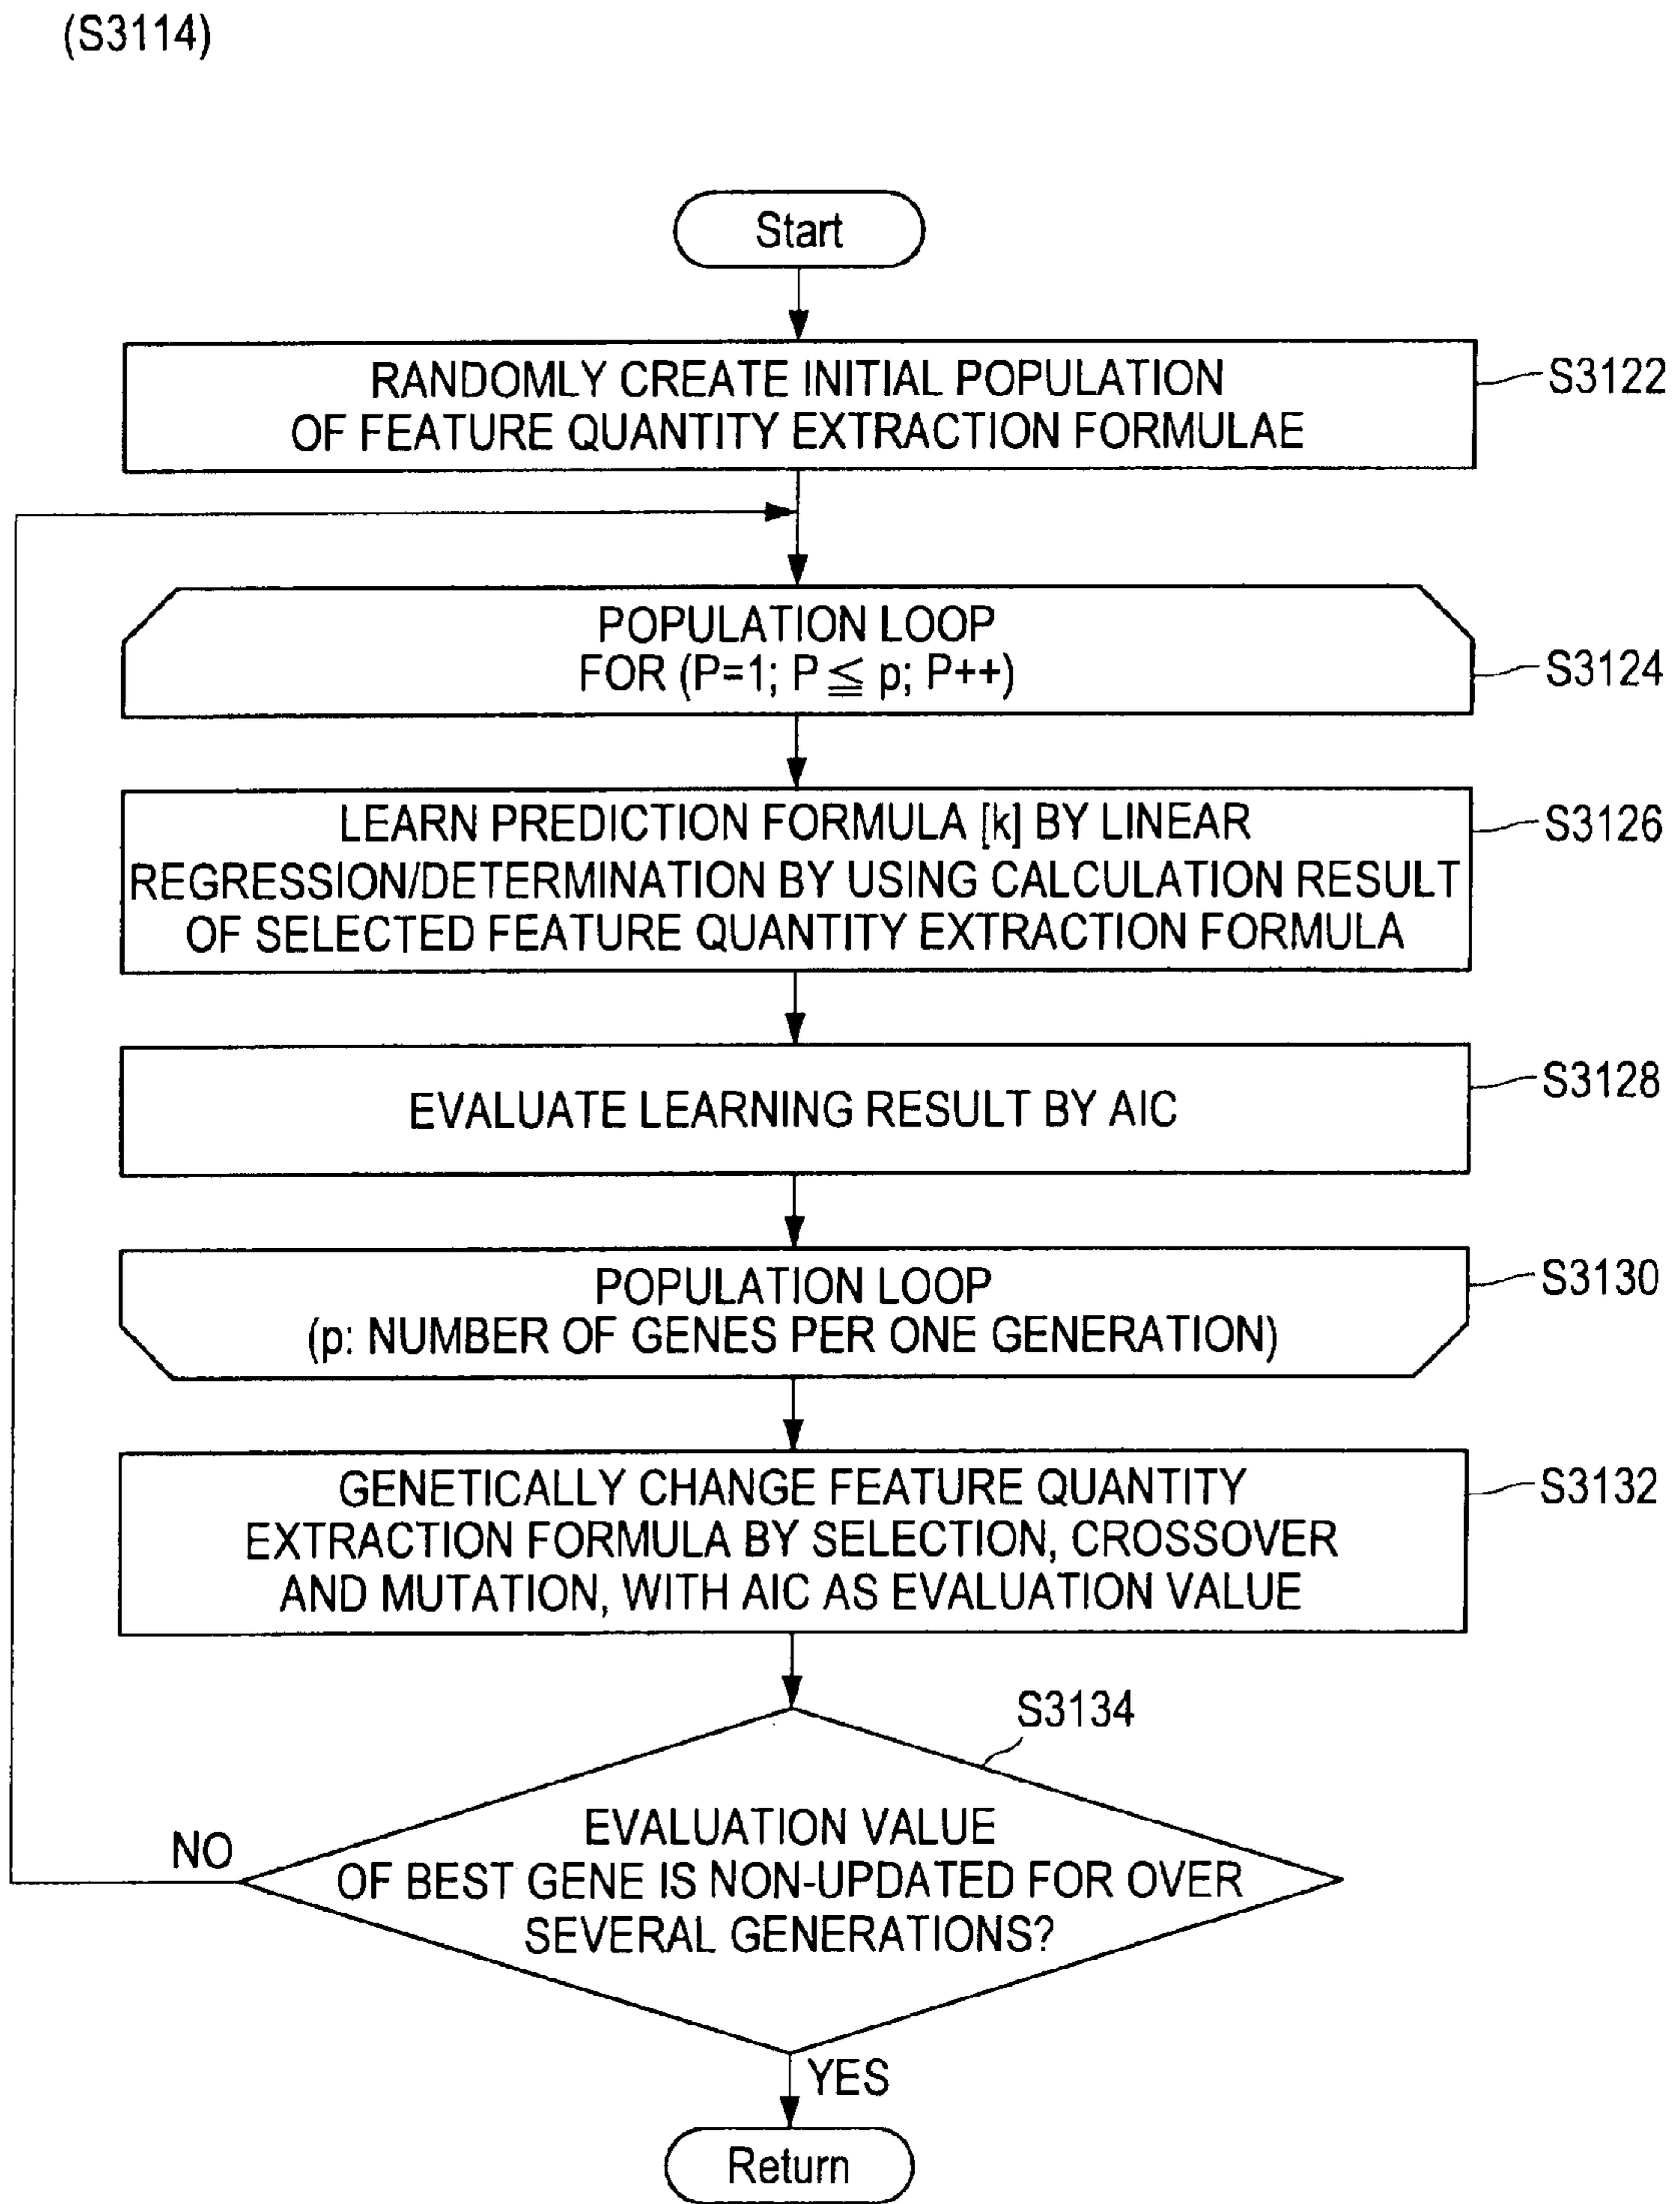 (S3114)
Start
RANDOMLY CREATE INITIAL POPULATION
OF FEATURE QUANTITY EXTRACTION FORMULAE
S3122
POPULATION LOOP
FOR (P=1; P ≦ p; P++)
S3124
LEARN PREDICTION FORMULA [k] BY LINEAR
REGRESSION/DETERMINATION BY USING CALCULATION RESULT
OF SELECTED FEATURE QUANTITY EXTRACTION FORMULA
S3126
EVALUATE LEARNING RESULT BY AIC
S3128
POPULATION LOOP
(p: NUMBER OF GENES PER ONE GENERATION)
S3130
GENETICALLY CHANGE FEATURE QUANTITY
EXTRACTION FORMULA BY SELECTION, CROSSOVER
AND MUTATION, WITH AIC AS EVALUATION VALUE
S3132
S3134
EVALUATION VALUE
OF BEST GENE IS NON-UPDATED FOR OVER
SEVERAL GENERATIONS?
NO
YES
Return